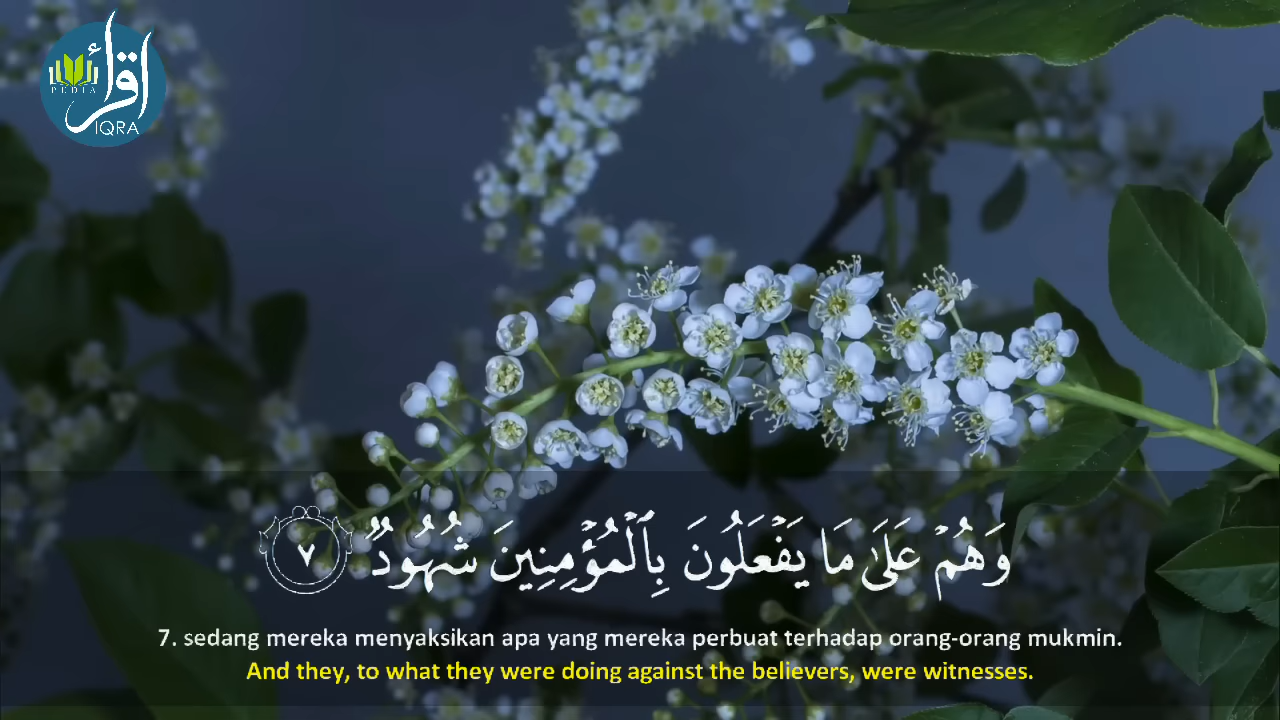 اقرأ
PEDIA
IQRA
وَهُمۡ عَلَىٰ مَا يَفۡعَلُونَ بِٱلۡمُؤۡمِنِينَ شُهُودٞ ٧
7. sedang mereka menyaksikan apa yang mereka perbuat terhadap orang-orang mukmin.
And they, to what they were doing against the believers, were witnesses.